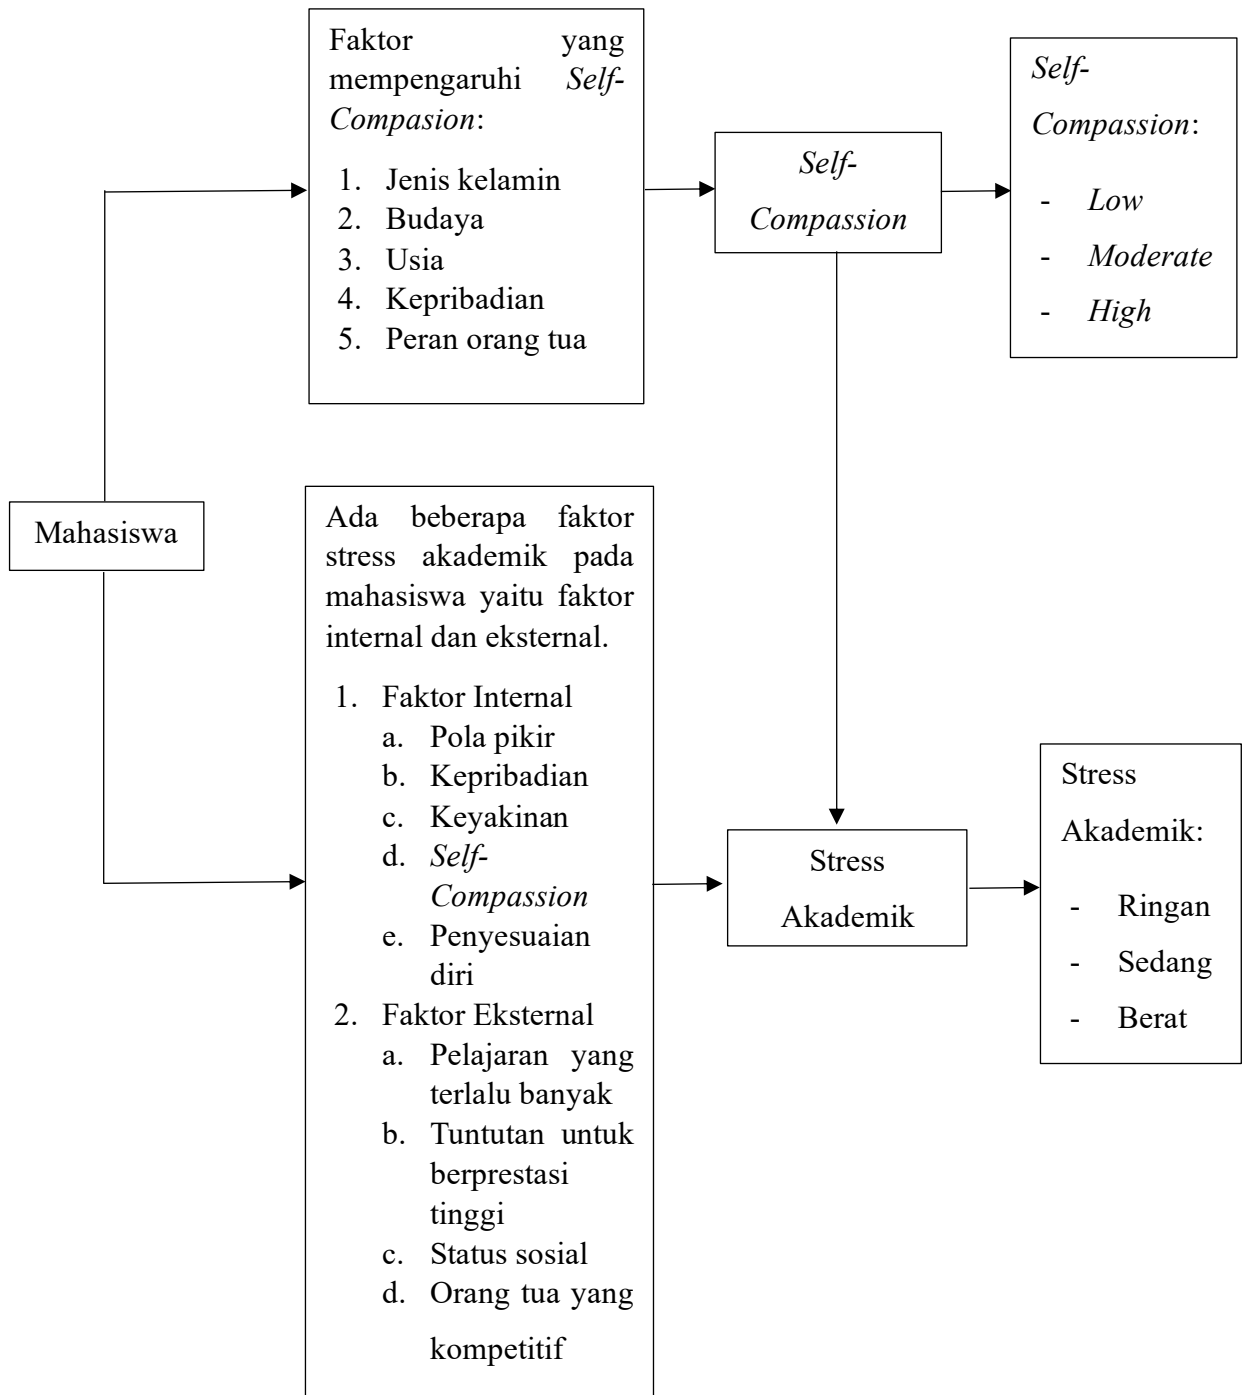 Faktor yang
mempengaruhi Self-
Compasion:
1. Jenis kelamin
2. Budaya
3. Usia
4. Kepribadian
5. Peran orang tua
Self-
Compassion
Self-
Compassion:
- Low
- Moderate
- High
Mahasiswa
Ada beberapa faktor
stress akademik pada
mahasiswa yaitu faktor
internal dan eksternal.
1. Faktor Internal
a. Pola pikir
b. Kepribadian
c. Keyakinan
d. Self-
Compassion
e. Penyesuaian
diri
2. Faktor Eksternal
a. Pelajaran yang
terlalu banyak
b. Tuntutan untuk
berprestasi
tinggi
c. Status sosial
d. Orang tua yang
kompetitif
Stress
Akademik
Stress
Akademik:
- Ringan
- Sedang
- Berat